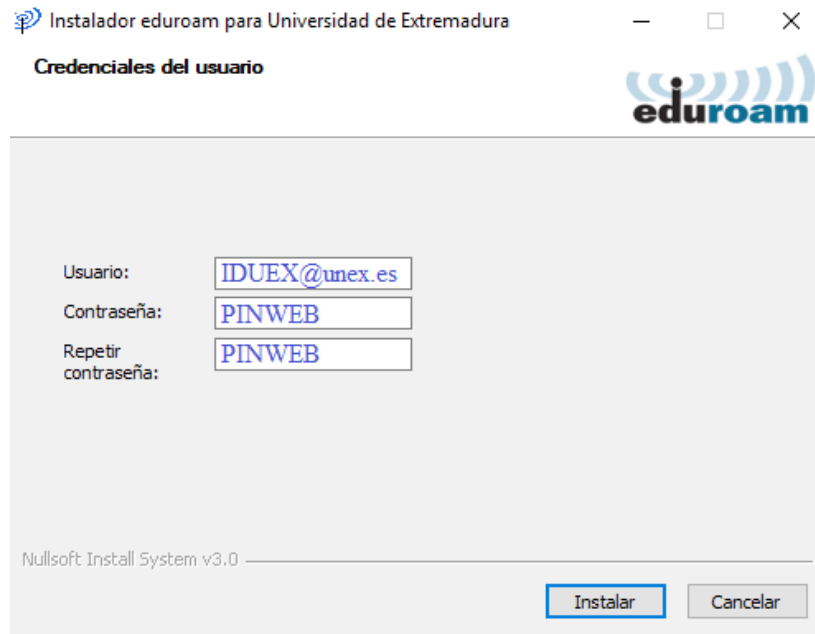 Instalador eduroam para Universidad de Extremadura
Credenciales del usuario
eduroam
Usuario: IDUEX@unex.es
Contraseña: PINWEB
Repetir
contraseña: PINWEB
Nullsoft Install System v3.0
Instalar Cancelar